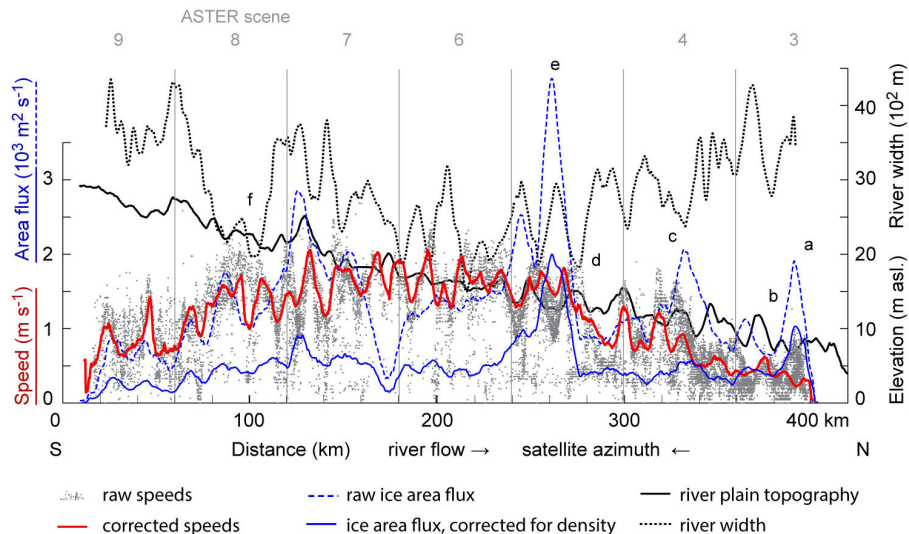 ASTER scene
9 8 7 6 4 3
Area flux (10³ m² s⁻¹)
Speed (m s⁻¹)
3
2
1
0
River width (10² m)
Elevation (m asl.)
40
30
20
10
0
a
b
c
d
e
f
0 100 200 300 400 km
S Distance (km) river flow → satellite azimuth ← N
raw speeds raw ice area flux river plain topography
corrected speeds ice area flux, corrected for density river width